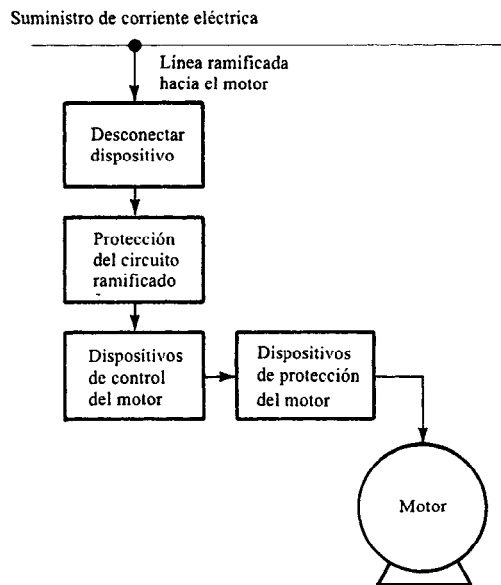 Suministro de corriente eléctrica
Línea ramificada
hacia el motor
Desconectar
dispositivo
Protección
del circuito
ramificado
Dispositivos
de control
del motor
Dispositivos
de protección
del motor
Motor